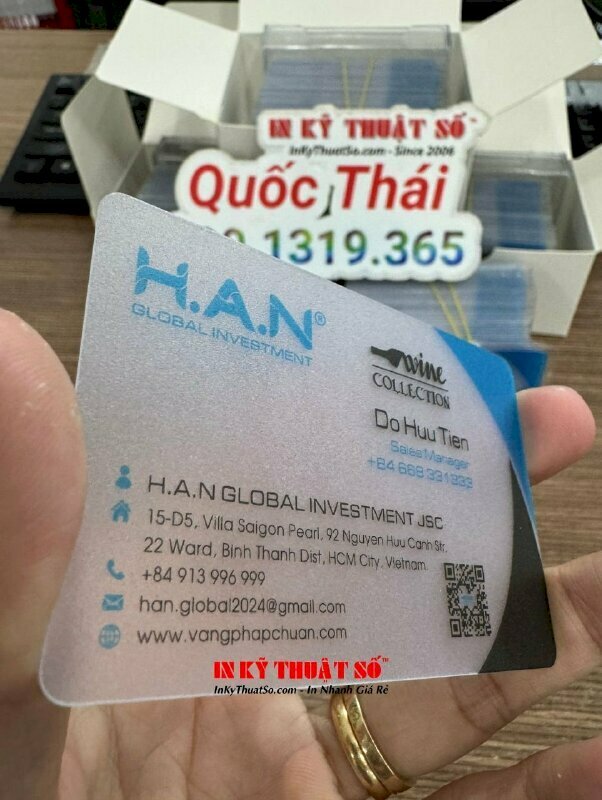 IN KỸ THUẬT SỐ
InKyThuatSo.com - Since 2006
Quốc Thái
1319.365
H.A.N®
GLOBAL INVESTMENT
wine
COLLECTION
Do Huu Tien
Sales Manager
+84 668 331333
H.A.N GLOBAL INVESTMENT JSC
15-D5, Villa Saigon Pearl, 92 Nguyen Huu Canh Str,
22 Ward, Binh Thanh Dist, HCM City, Vietnam.
+84 913 996 999
han.global2024@gmail.com
www.vangphapchuan.com
IN KỸ THUẬT SỐ™
InKyThuatSo.com - In Nhanh Giá Rẻ